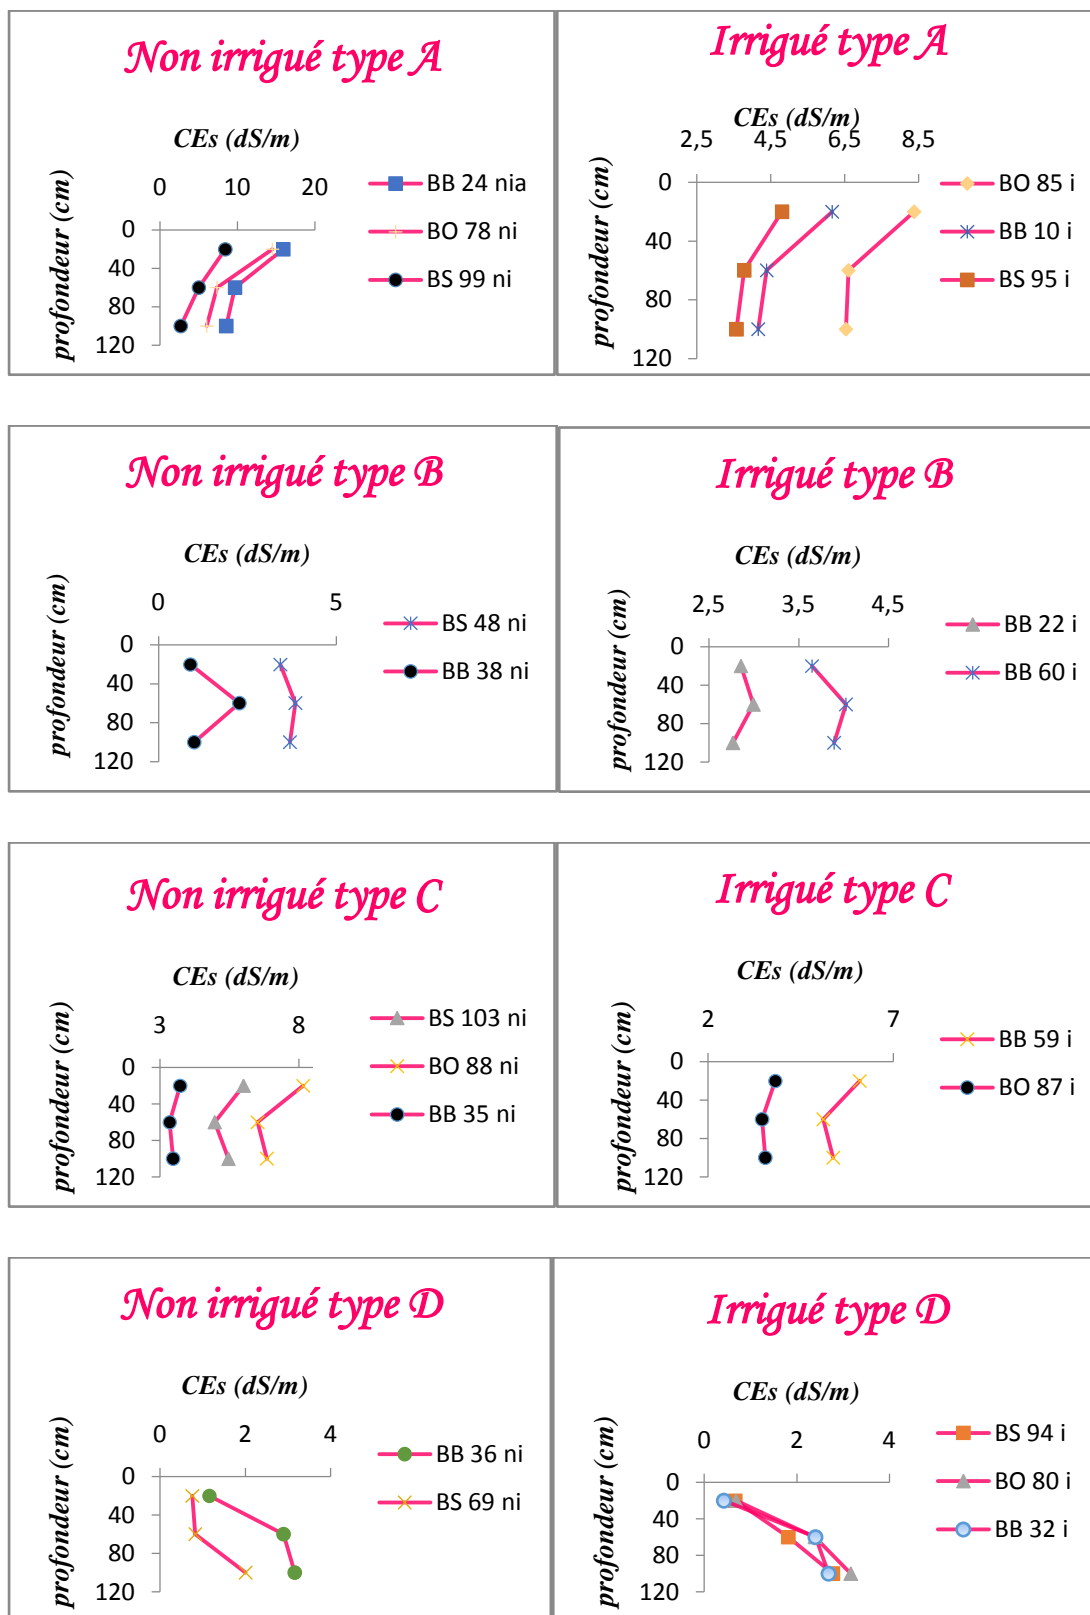 Non irrigué type A
CEs (dS/m)
0 10 20
profondeur (cm)
0
40
80
120
BB 24 nia
BO 78 ni
BS 99 ni
Irrigué type A
CEs (dS/m)
2,5 4,5 6,5 8,5
profondeur (cm)
0
40
80
120
BO 85 i
BB 10 i
BS 95 i
Non irrigué type B
CEs (dS/m)
0 5
profondeur (cm)
0
40
80
120
BS 48 ni
BB 38 ni
Irrigué type B
CEs (dS/m)
2,5 3,5 4,5
profondeur (cm)
0
40
80
120
BB 22 i
BB 60 i
Non irrigué type C
CEs (dS/m)
3 8
profondeur (cm)
0
40
80
120
BS 103 ni
BO 88 ni
BB 35 ni
Irrigué type C
CEs (dS/m)
2 7
profondeur (cm)
0
40
80
120
BB 59 i
BO 87 i
Non irrigué type D
CEs (dS/m)
0 2 4
profondeur (cm)
0
40
80
120
BB 36 ni
BS 69 ni
Irrigué type D
CEs (dS/m)
0 2 4
profondeur (cm)
0
40
80
120
BS 94 i
BO 80 i
BB 32 i